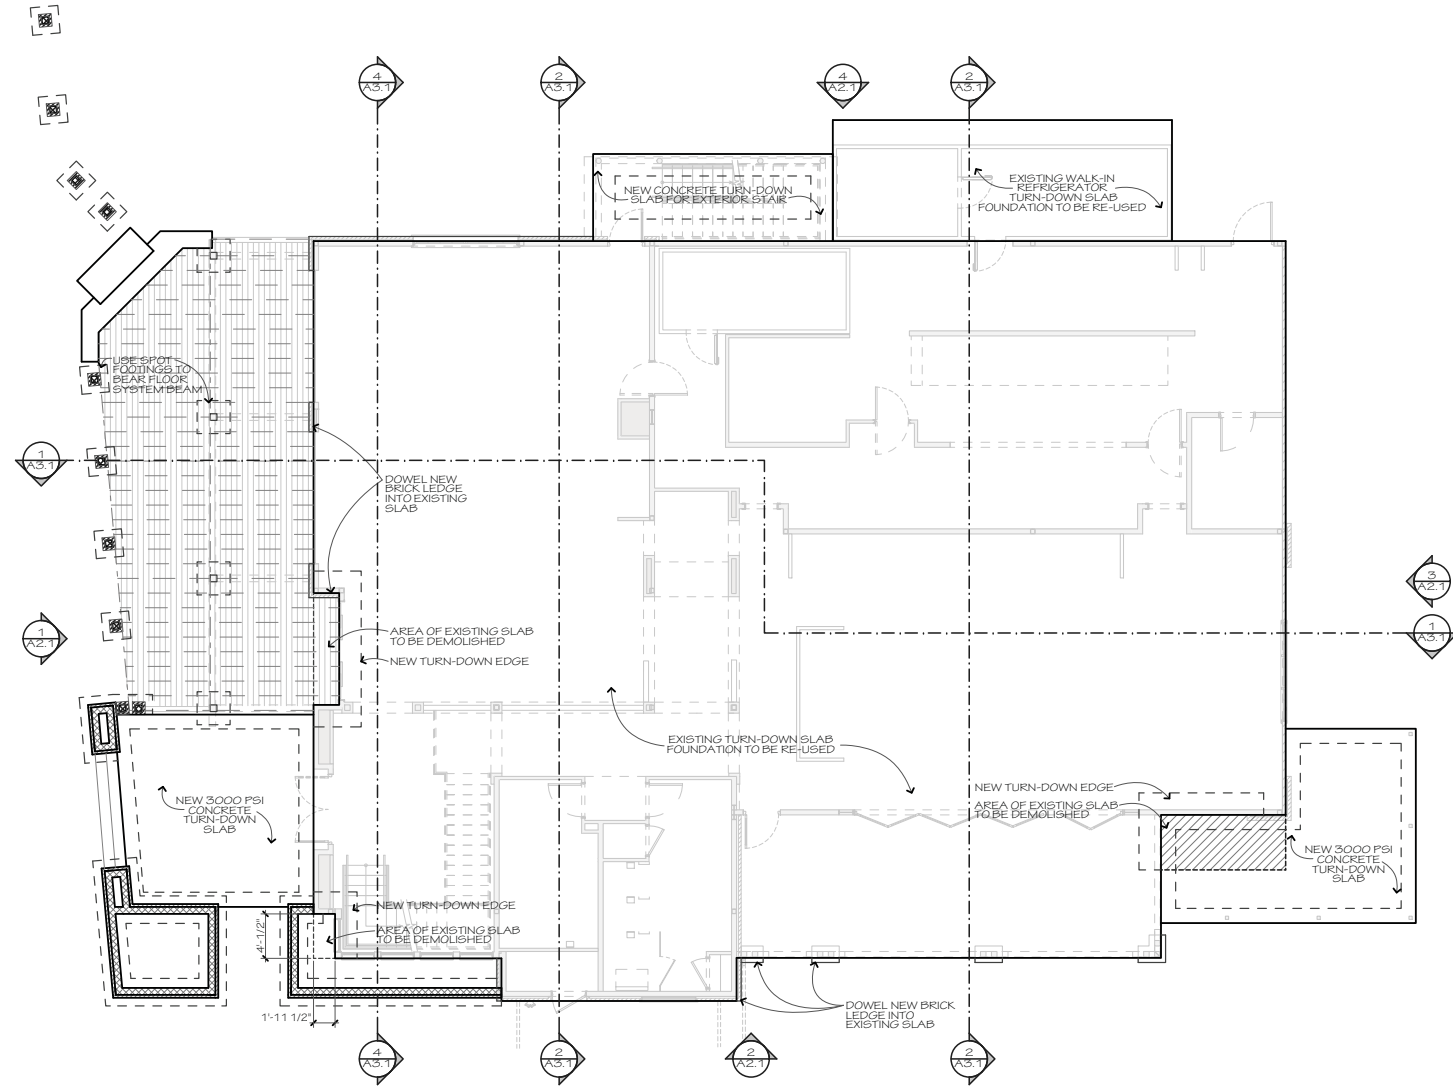 4
A3.1
2
A3.1
4
A2.1
2
A3.1
NEW CONCRETE TURN-DOWN
SLAB FOR EXTERIOR STAIR
EXISTING WALK-IN
REFRIGERATOR
TURN-DOWN SLAB
FOUNDATION TO BE RE-USED
USE SPOT
FOOTINGS TO
BEAR FLOOR
SYSTEM BEAM
1
A3.1
DOWEL NEW
BRICK LEDGE
INTO EXISTING
SLAB
3
A2.1
1
A2.1
1
A3.1
AREA OF EXISTING SLAB
TO BE DEMOLISHED
NEW TURN-DOWN EDGE
EXISTING TURN-DOWN SLAB
FOUNDATION TO BE RE-USED
NEW TURN-DOWN EDGE
AREA OF EXISTING SLAB
TO BE DEMOLISHED
NEW 3000 PSI
CONCRETE
TURN-DOWN
SLAB
NEW 3000 PSI
CONCRETE
TURN-DOWN
SLAB
NEW TURN-DOWN EDGE
AREA OF EXISTING SLAB
TO BE DEMOLISHED
4'-1/2"
1'-11 1/2"
DOWEL NEW BRICK
LEDGE INTO
EXISTING SLAB
4
A3.1
2
A3.1
2
A2.1
2
A3.1